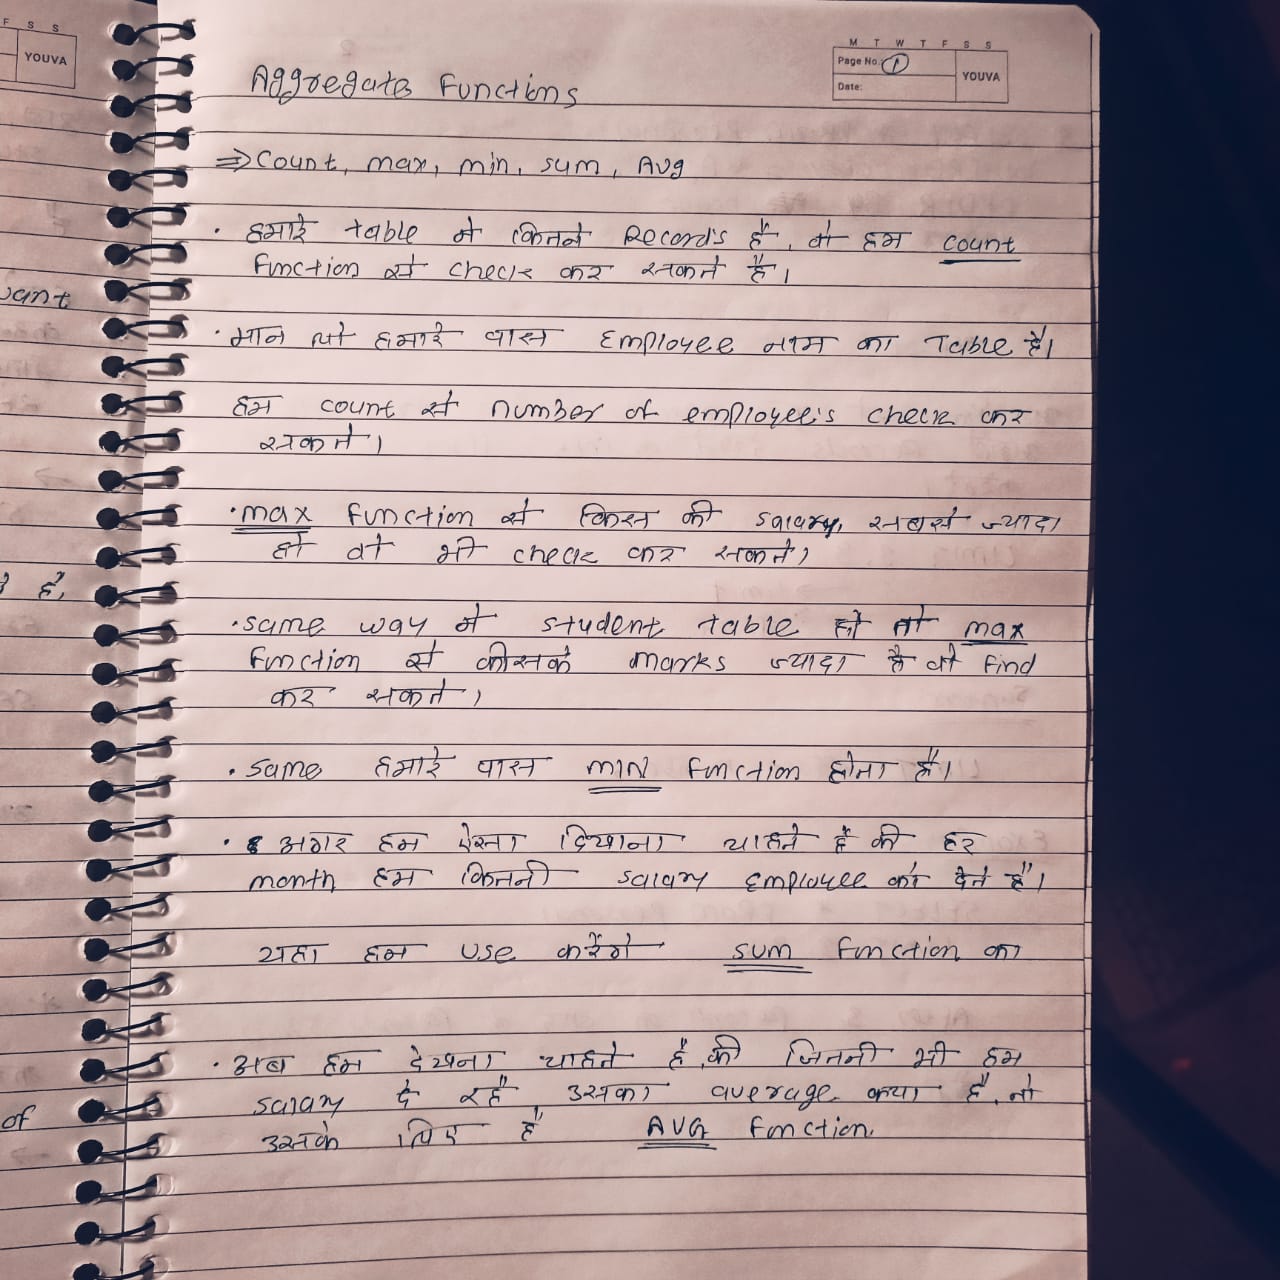 F S S
YOUVA
M T W T F S S
Page No.: 1
YOUVA
Date:
Aggregate Functions
⇒ Count, max, min, sum, Avg
• हमारे table मे कितने Record's है, वो हम count
function से check कर सकते है।
• मान लो हमारे पास Employee नाम का Table है।
हम count से number of employee's check कर
सकते।
• max function से किस की salary, सबसे ज्यादा
हो वो भी check कर सकते।
• same way मे student table हो तो max
function से कीसके marks ज्यादा है वो find
कर सकते।
• same हमारे पास MIN function होता है।
• अगर हम ऐसा दिखाना चाहते है की हर
month हम कितनी salary employee को देते है।
यहा हम use करेंगे sum function का
• अब हम देखना चाहते है की जितनी भी हम
salary दे रहे उसका average क्या है, तो
उसके लिए है AVG function.
uant
है,
of